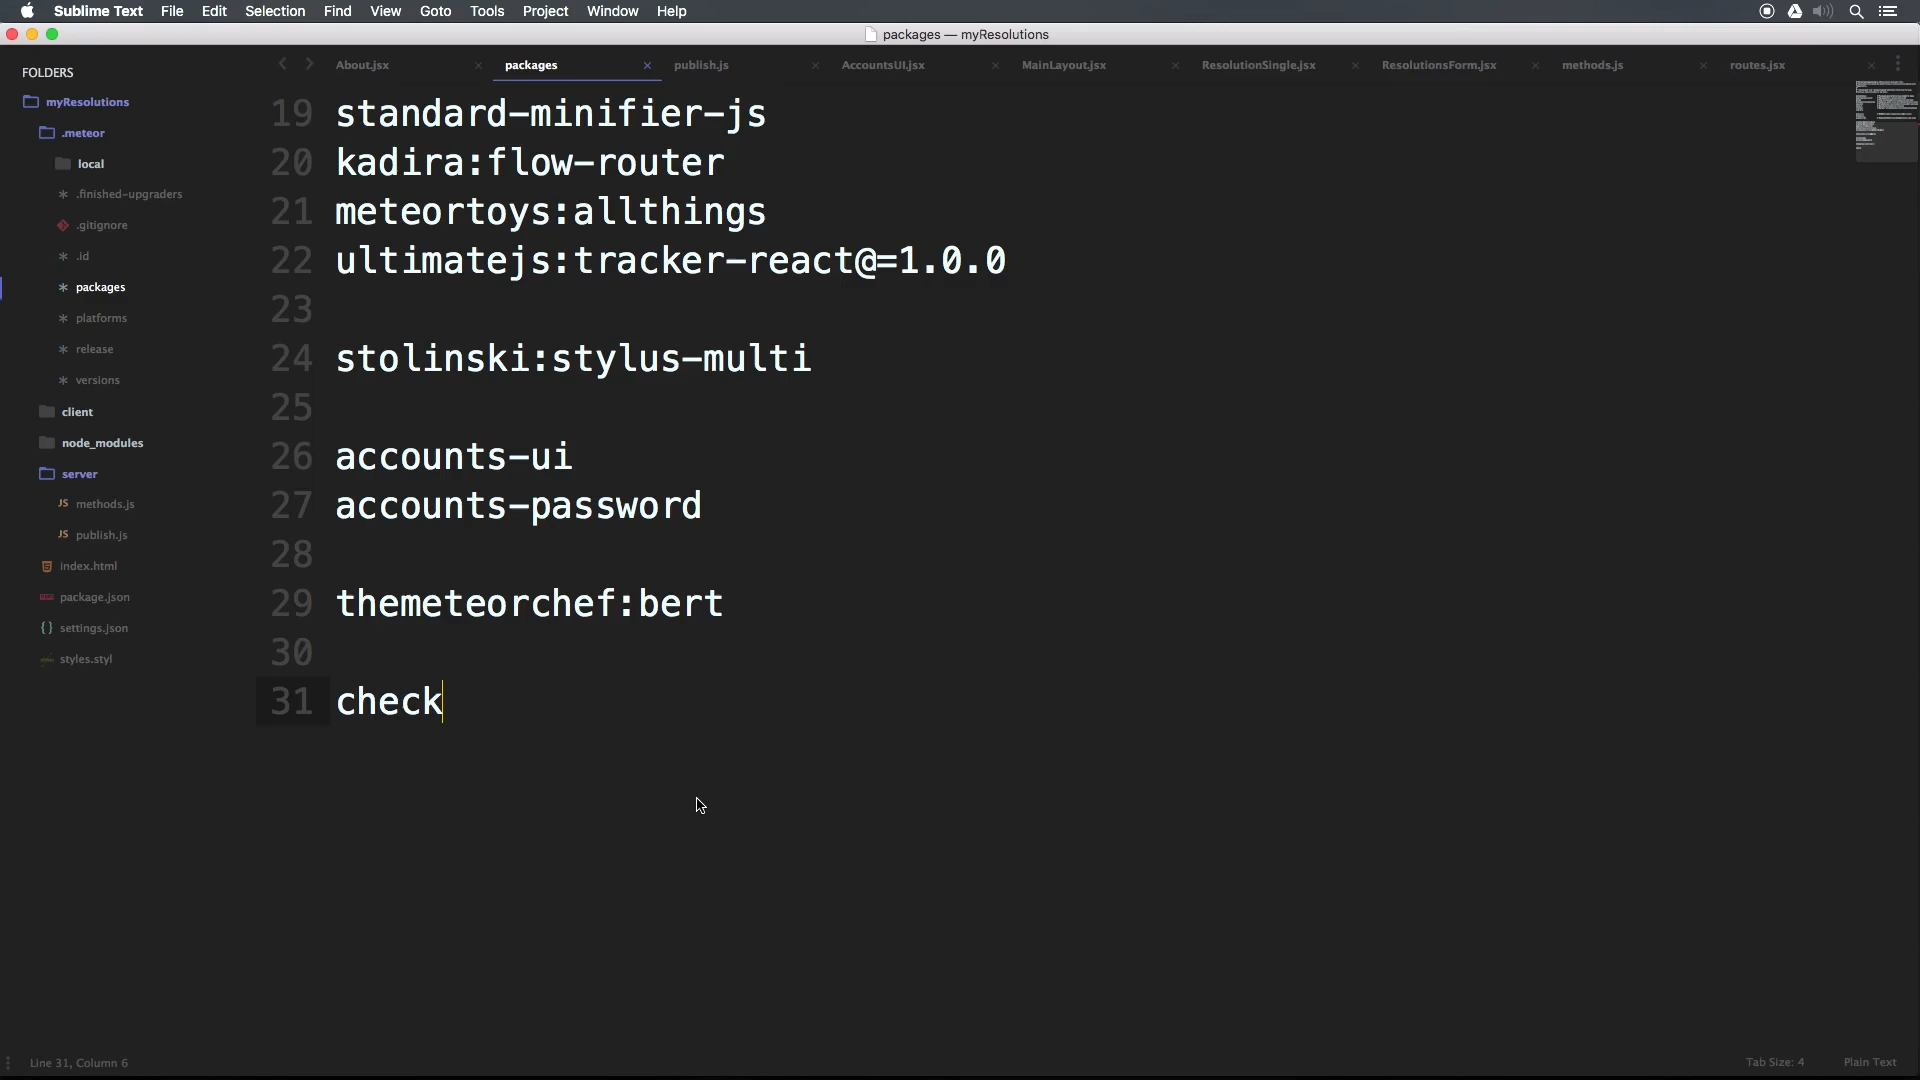 Sublime Text File Edit Selection Find View Goto Tools Project Window Help
packages — myResolutions
FOLDERS
myResolutions
.meteor
local
.finished-upgraders
.gitignore
.id
packages
platforms
release
versions
client
node_modules
server
JS methods.js
JS publish.js
index.html
package.json
{} settings.json
styles.styl
About.jsx packages publish.js AccountsUI.jsx MainLayout.jsx ResolutionSingle.jsx ResolutionsForm.jsx methods.js routes.jsx
19 standard-minifier-js
20 kadira:flow-router
21 meteortoys:allthings
22 ultimatejs:tracker-react@=1.0.0
23
24 stolinski:stylus-multi
25
26 accounts-ui
27 accounts-password
28
29 themeteorchef:bert
30
31 check
Line 31, Column 6
Tab Size: 4 Plain Text